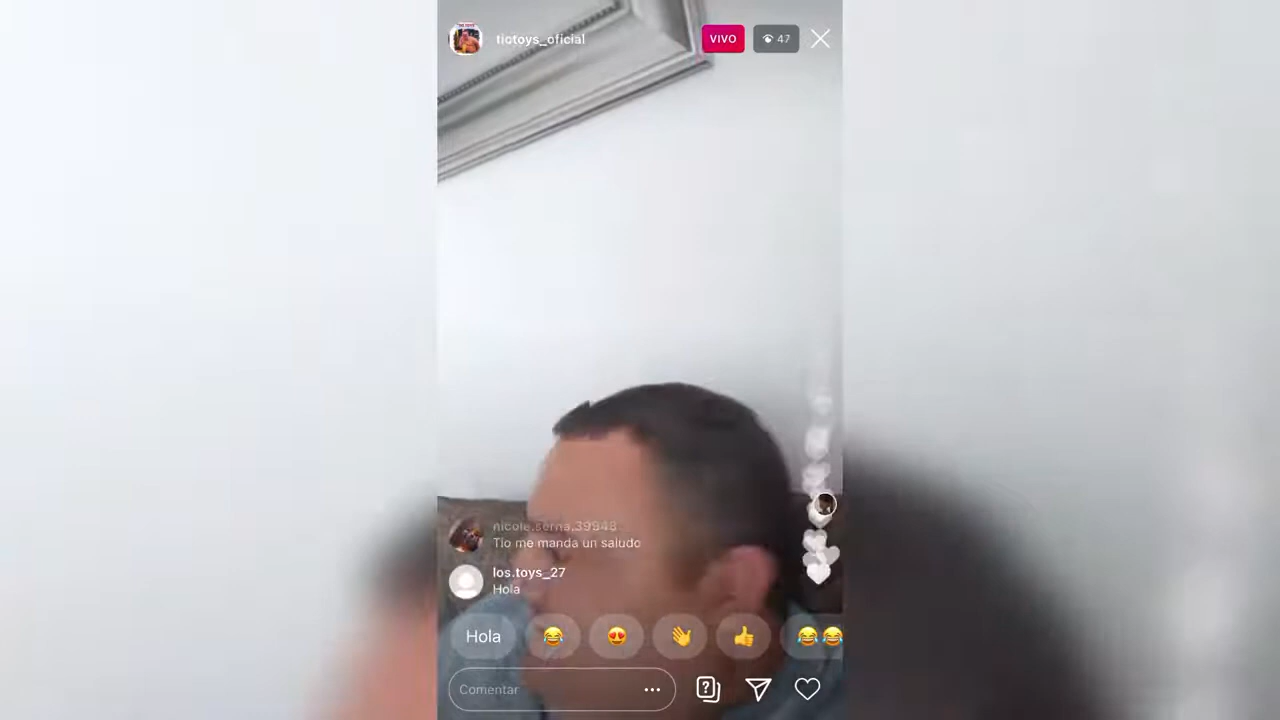 tiotoys_oficial
VIVO
47
nicole.serna.39948
Tio me manda un saludo
los.toys_27
Hola
Hola
Comentar